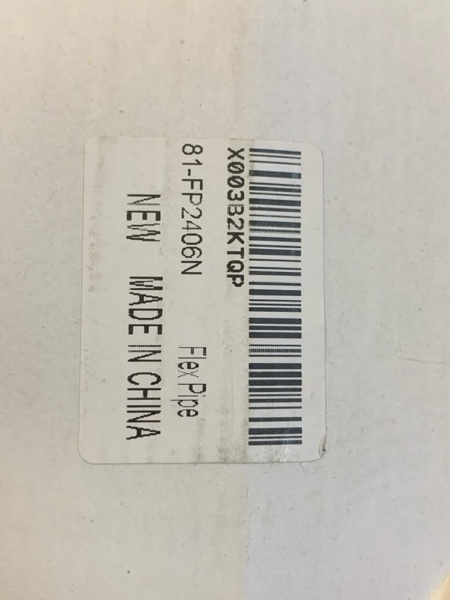 X003B2KTQP
81-FP2406N Flex Pipe
NEW MADE IN CHINA